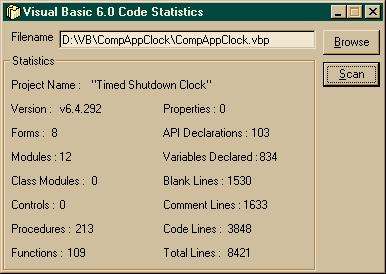 Visual Basic 6.0 Code Statistics
Filename D:\VB\CompAppClock\CompAppClock.vbp Browse
Scan
Statistics
Project Name : "Timed Shutdown Clock"
Version : v6.4.292 Properties : 0
Forms : 8 API Declarations : 103
Modules : 12 Variables Declared : 834
Class Modules : 0 Blank Lines : 1530
Controls : 0 Comment Lines : 1633
Procedures : 213 Code Lines : 3848
Functions : 109 Total Lines : 8421